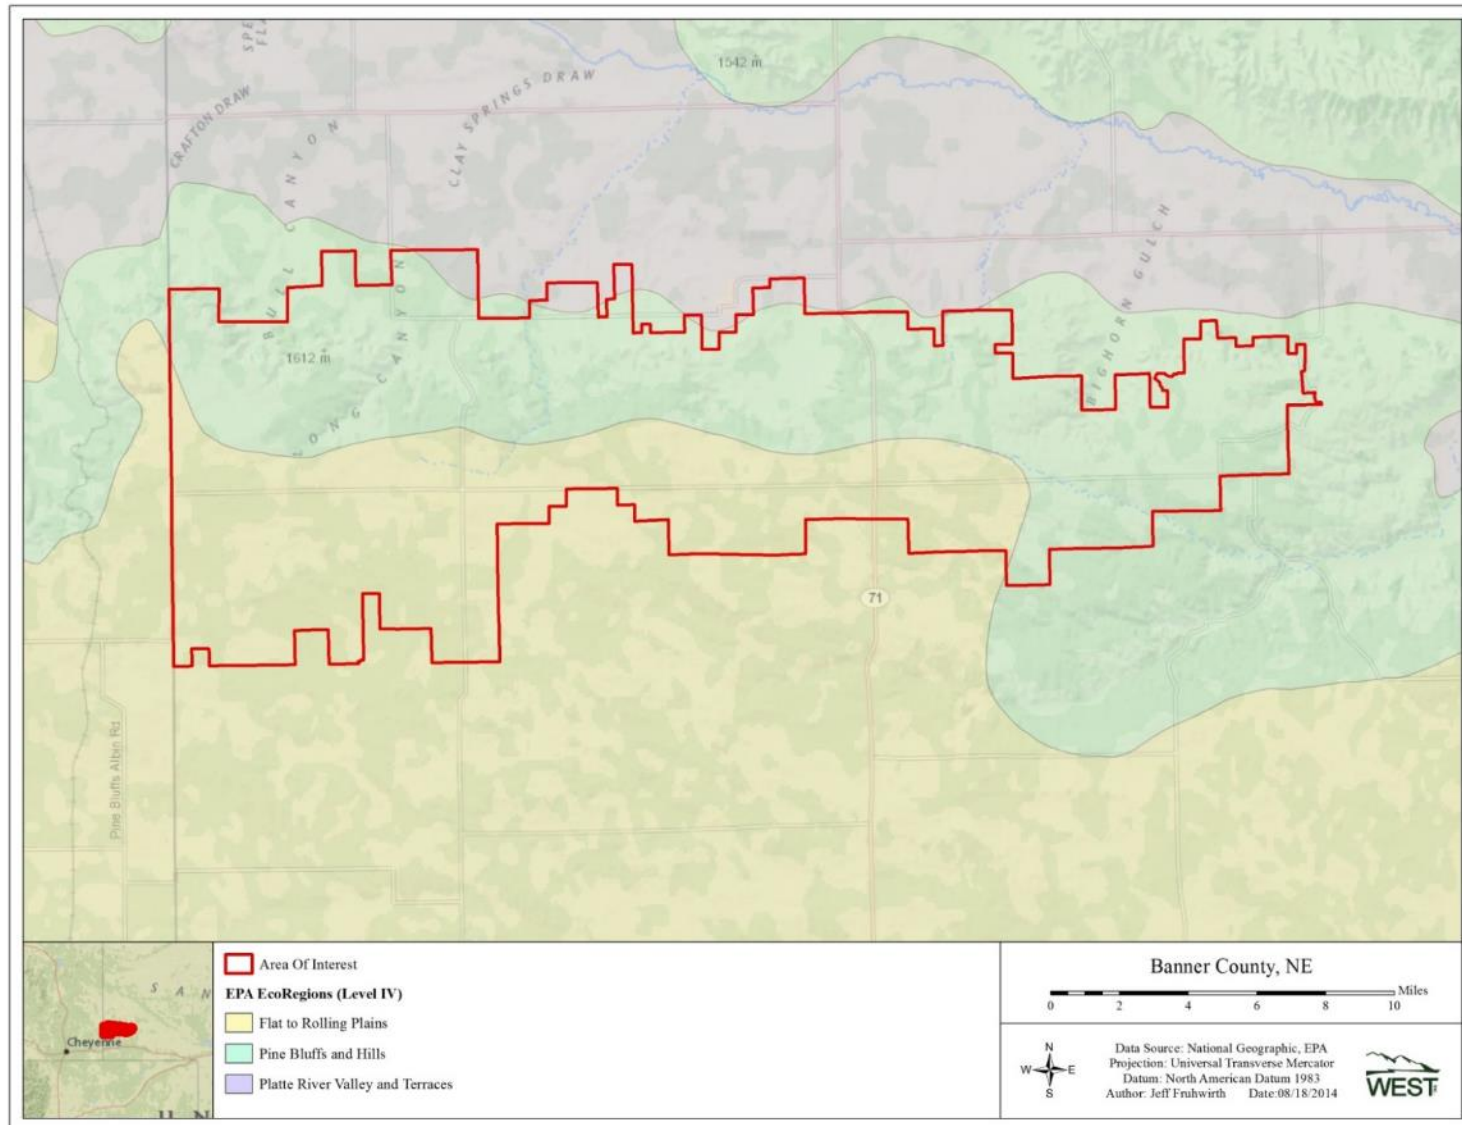 SPE
FLA
1542 m
CRAFTON DRAW
CLAY SPRINGS DRAW
BULL CANYON
BIGHORN GULCH
1612 m
LONG CANYON
71
Pine Bluffs Albin Rd
S A N
Cheyenne
U N
Area Of Interest
EPA EcoRegions (Level IV)
Flat to Rolling Plains
Pine Bluffs and Hills
Platte River Valley and Terraces
Banner County, NE
Miles
0 2 4 6 8 10
N
W E
S
Data Source: National Geographic, EPA
Projection: Universal Transverse Mercator
Datum: North American Datum 1983
Author: Jeff Fruhwirth Date:08/18/2014
WEST